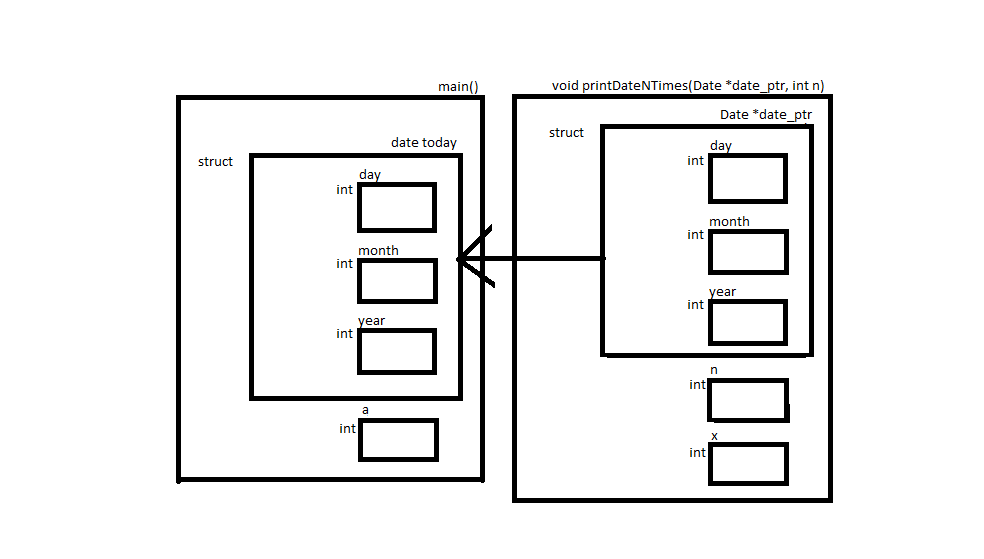 main()
date today
struct
day
int
month
int
year
int
a
int
void printDateNTimes(Date *date_ptr, int n)
Date *date_ptr
struct
day
int
month
int
year
int
n
int
x
int